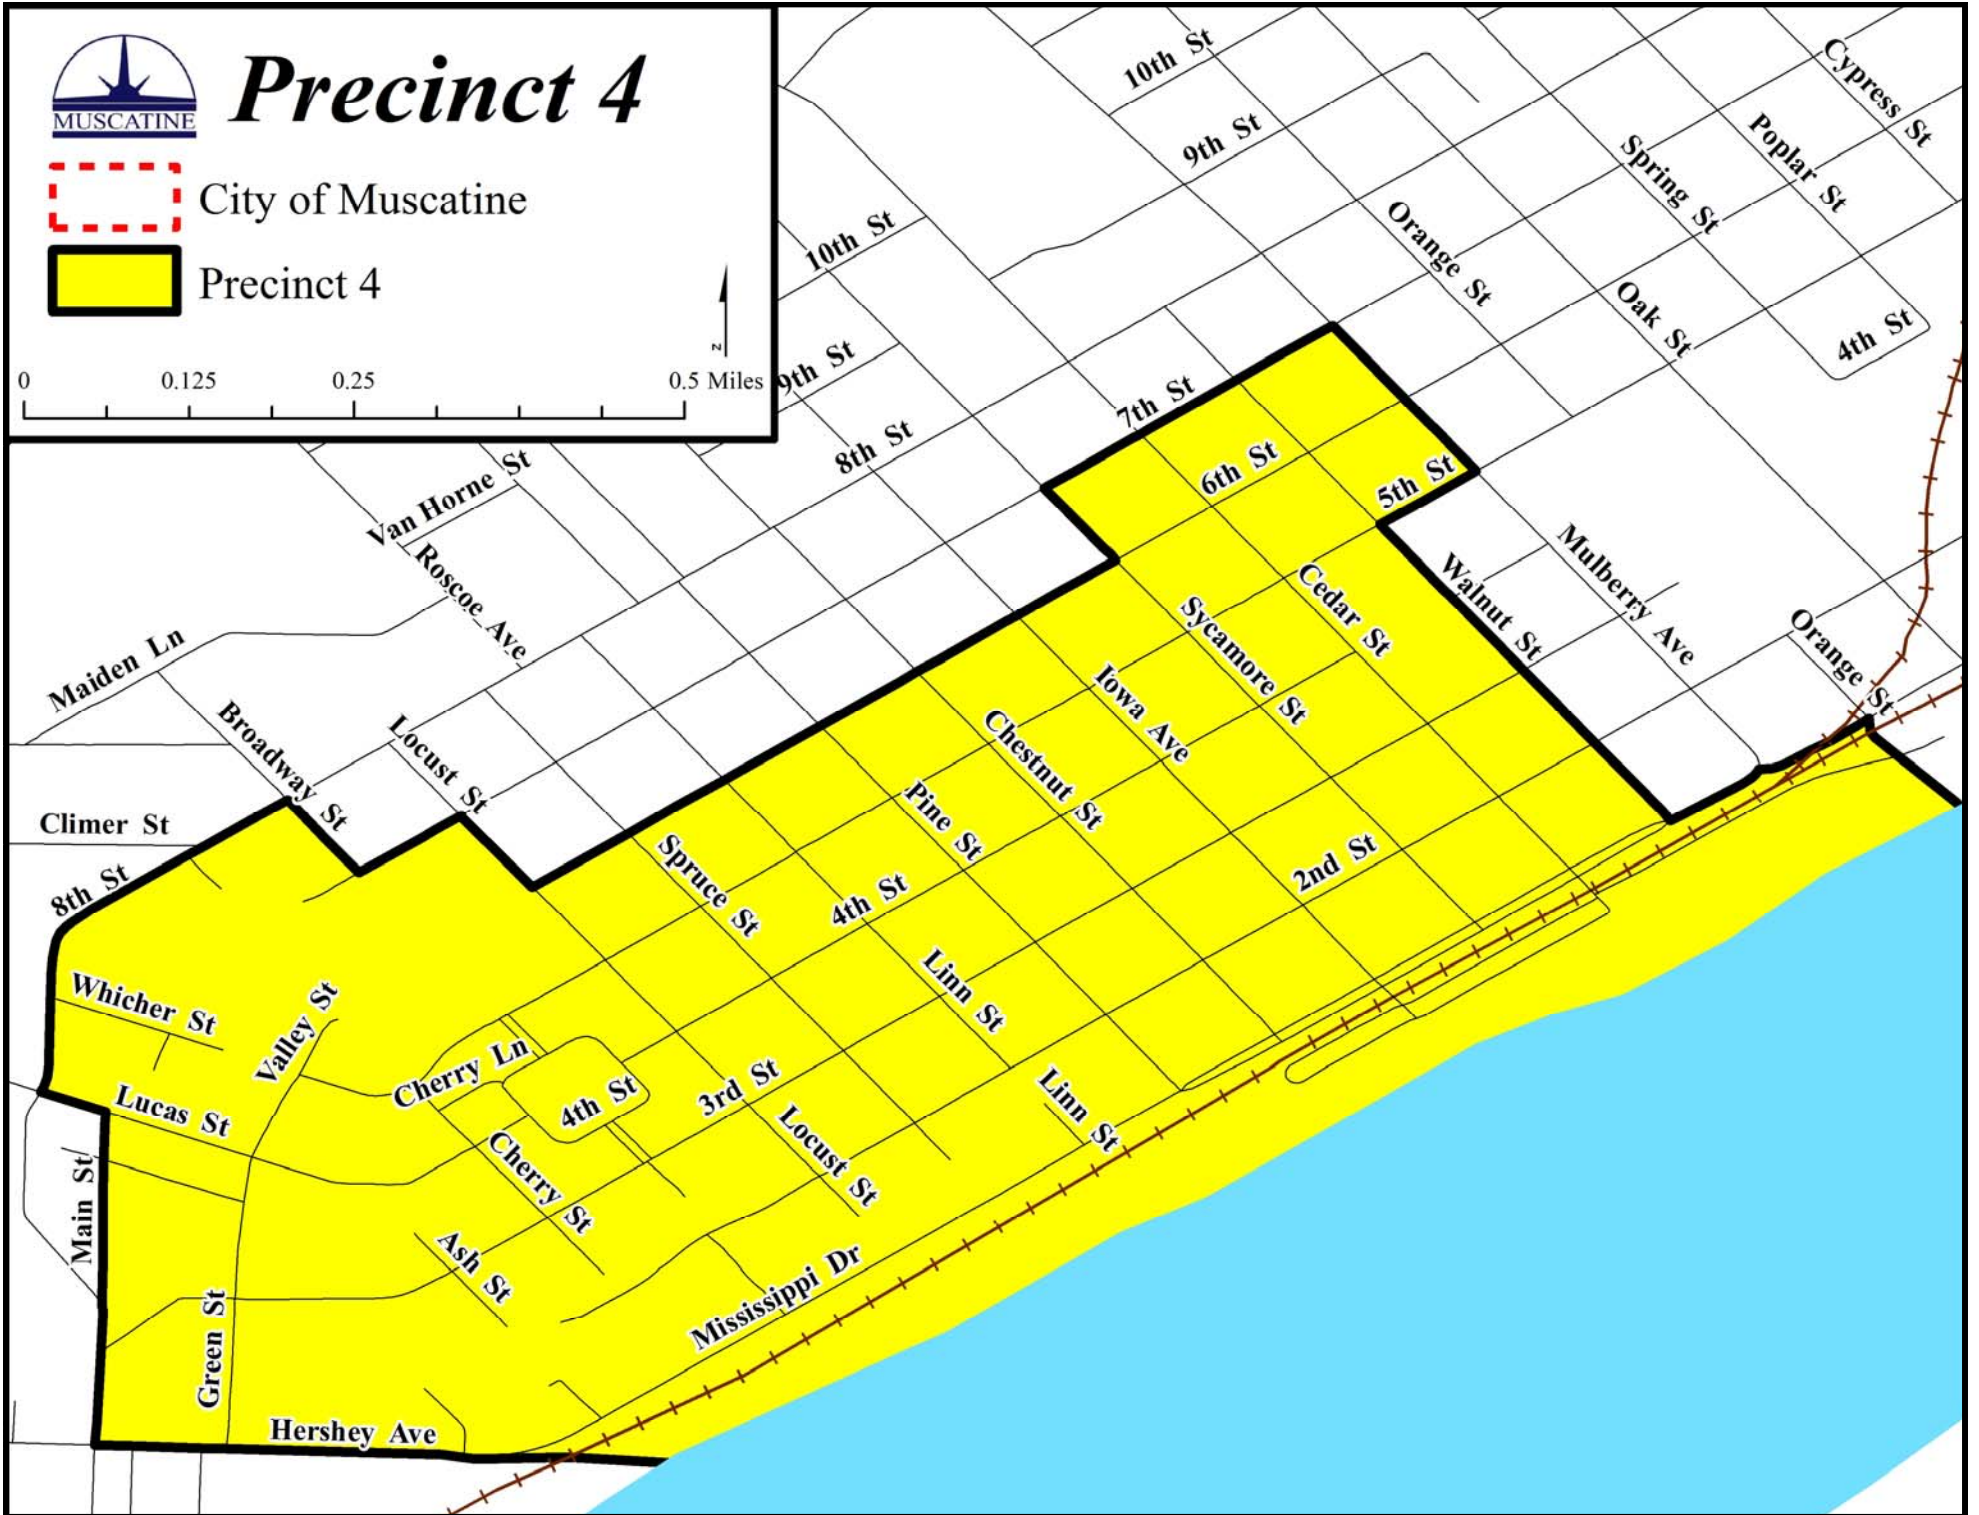 MUSCATINE
Precinct 4
City of Muscatine
Precinct 4
N
0 0.125 0.25 0.5 Miles
10th St
Cypress St
9th St
Poplar St
Spring St
10th St
Orange St
Oak St
4th St
9th St
7th St
8th St
6th St
5th St
Van Horne St
Roscoe Ave
Mulberry Ave
Walnut St
Cedar St
Sycamore St
Orange St
Maiden Ln
Iowa Ave
Broadway St
Locust St
Chestnut St
Climer St
Pine St
Spruce St
2nd St
8th St
4th St
Linn St
Whicher St
Valley St
Cherry Ln
4th St
3rd St
Linn St
Lucas St
Locust St
Cherry St
Main St
Ash St
Mississippi Dr
Green St
Hershey Ave